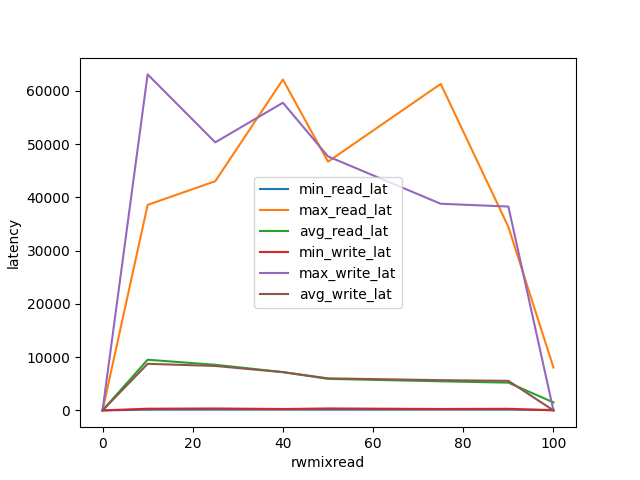 60000
50000
40000
30000
20000
10000
0
latency
min_read_lat
max_read_lat
avg_read_lat
min_write_lat
max_write_lat
avg_write_lat
0 20 40 60 80 100
rwmixread